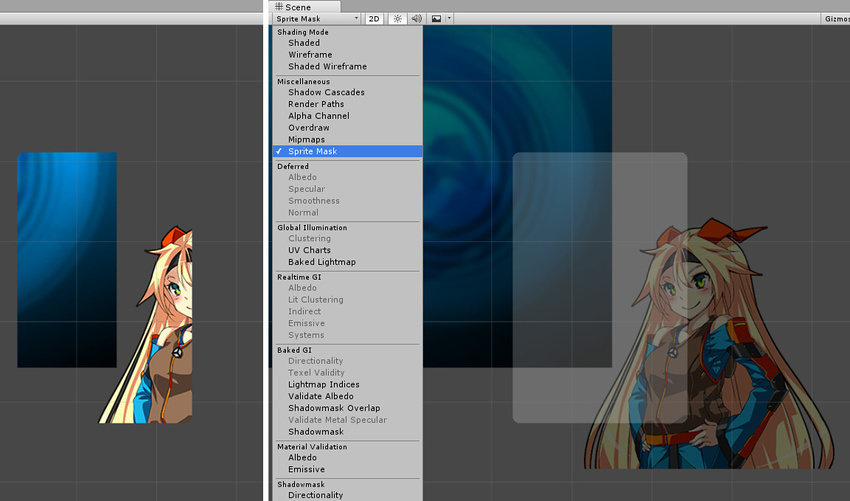 Scene
Sprite Mask
2D
Gizmos
Shading Mode
Shaded
Wireframe
Shaded Wireframe
Miscellaneous
Shadow Cascades
Render Paths
Alpha Channel
Overdraw
Mipmaps
Sprite Mask
Deferred
Albedo
Specular
Smoothness
Normal
Global Illumination
Clustering
UV Charts
Baked Lightmap
Realtime GI
Albedo
Lit Clustering
Indirect
Emissive
Systems
Baked GI
Directionality
Texel Validity
Lightmap Indices
Validate Albedo
Shadowmask Overlap
Validate Metal Specular
Shadowmask
Material Validation
Albedo
Emissive
Shadowmask
Directionality